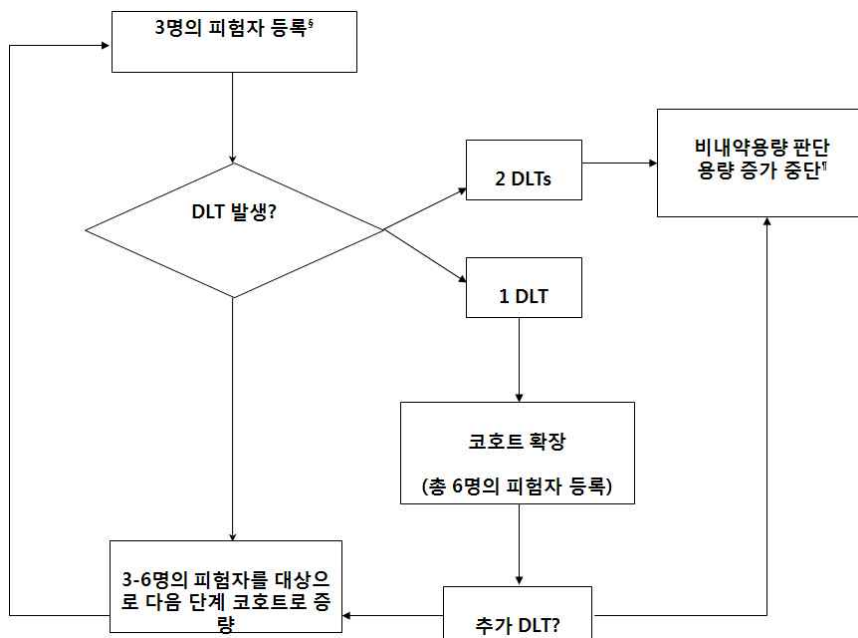 3명의 피험자 등록§
DLT 발생?
2 DLTs
비내약용량 판단
용량 증가 중단¶
1 DLT
코호트 확장
(총 6명의 피험자 등록)
3-6명의 피험자를 대상으
로 다음 단계 코호트로 증
량
추가 DLT?